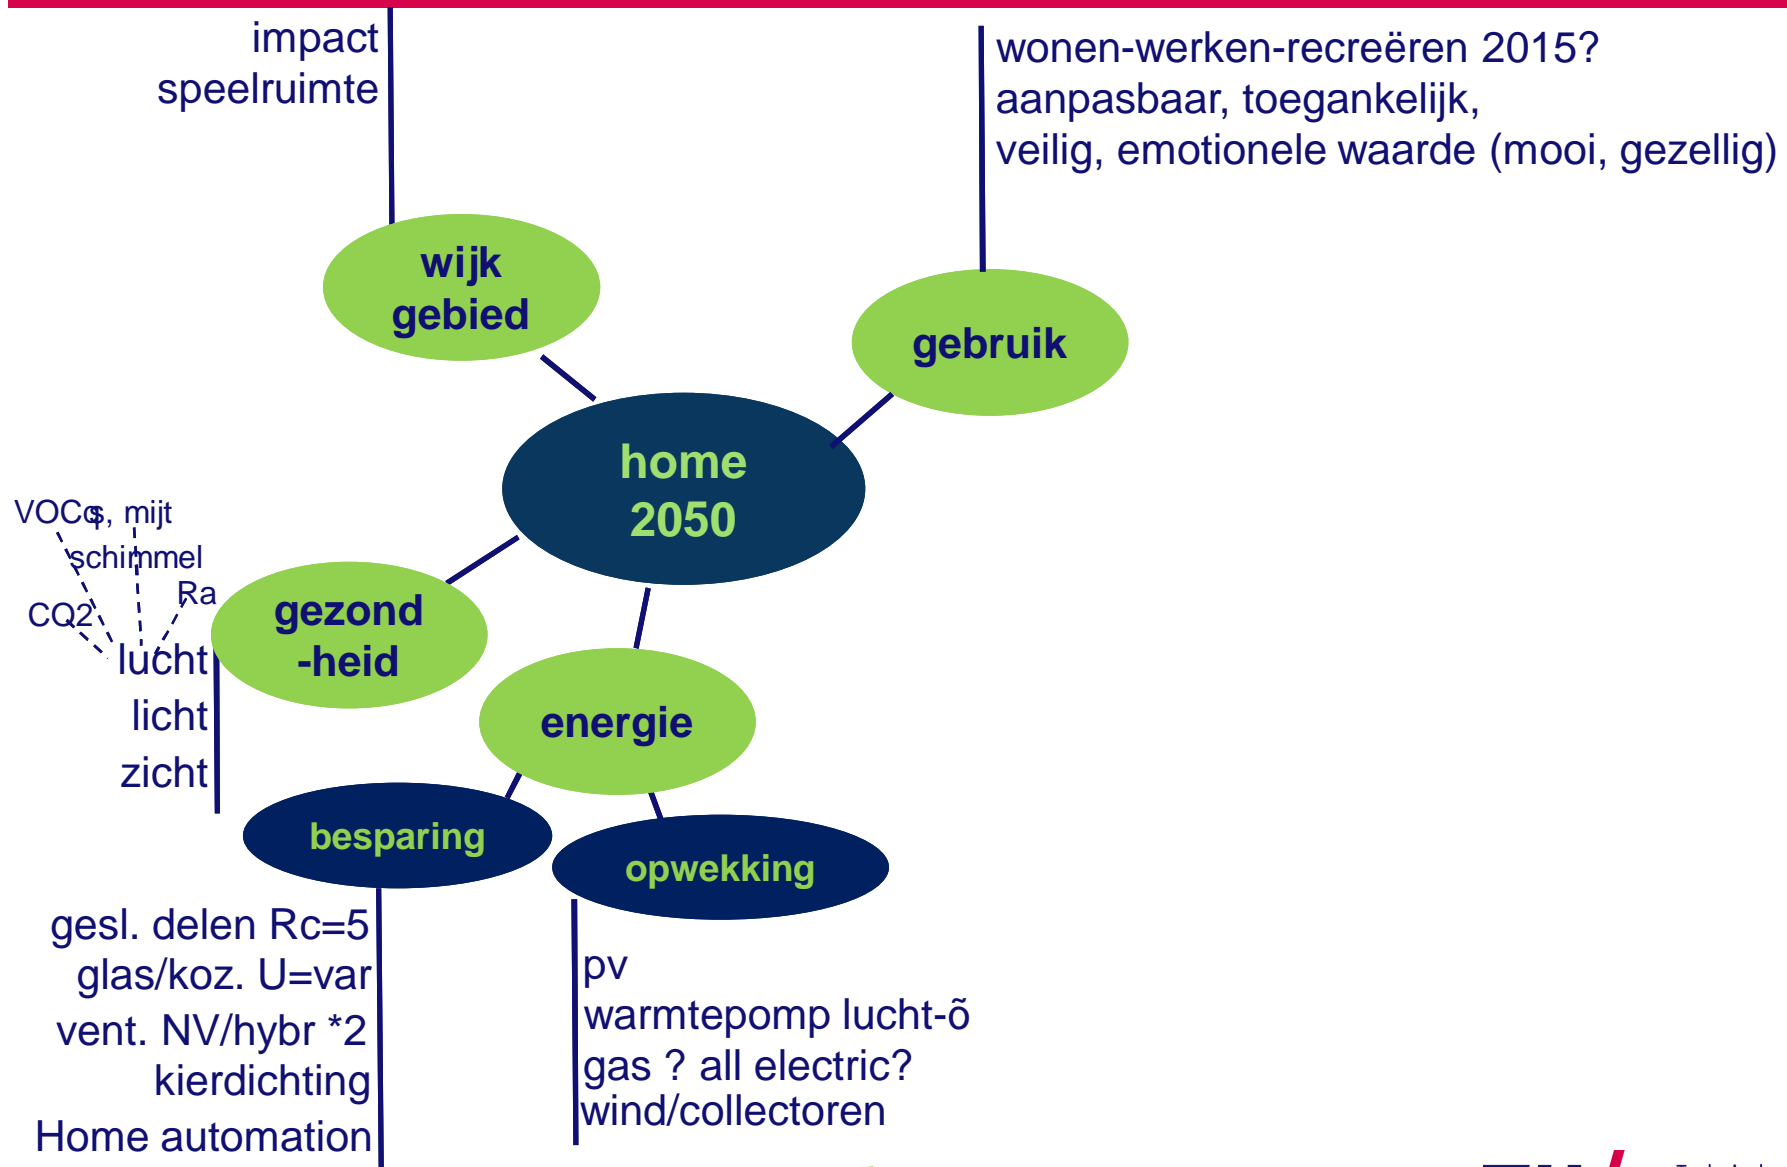 impact
speelruimte
wonen-werken-recreëren 2015?
aanpasbaar, toegankelijk,
veilig, emotionele waarde (mooi, gezellig)
wijk
gebied
gebruik
home
2050
mijt
schimmel
Ra
CO2
lucht
licht
zicht
gezond
-heid
energie
besparing
opwekking
gesl. delen Rc=5
glas/koz. U=var
vent. NV/hybr *2
kierdichting
Home automation
pv
warmtepomp lucht-õ
gas ? all electric?
wind/collectoren